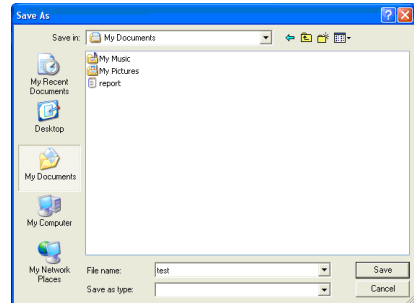 Save As
Save in:
My Documents
My Music
My Pictures
report
My Recent
Documents
Desktop
My Documents
My Computer
My Network
Places
File name:
test
Save
Save as type:
Cancel